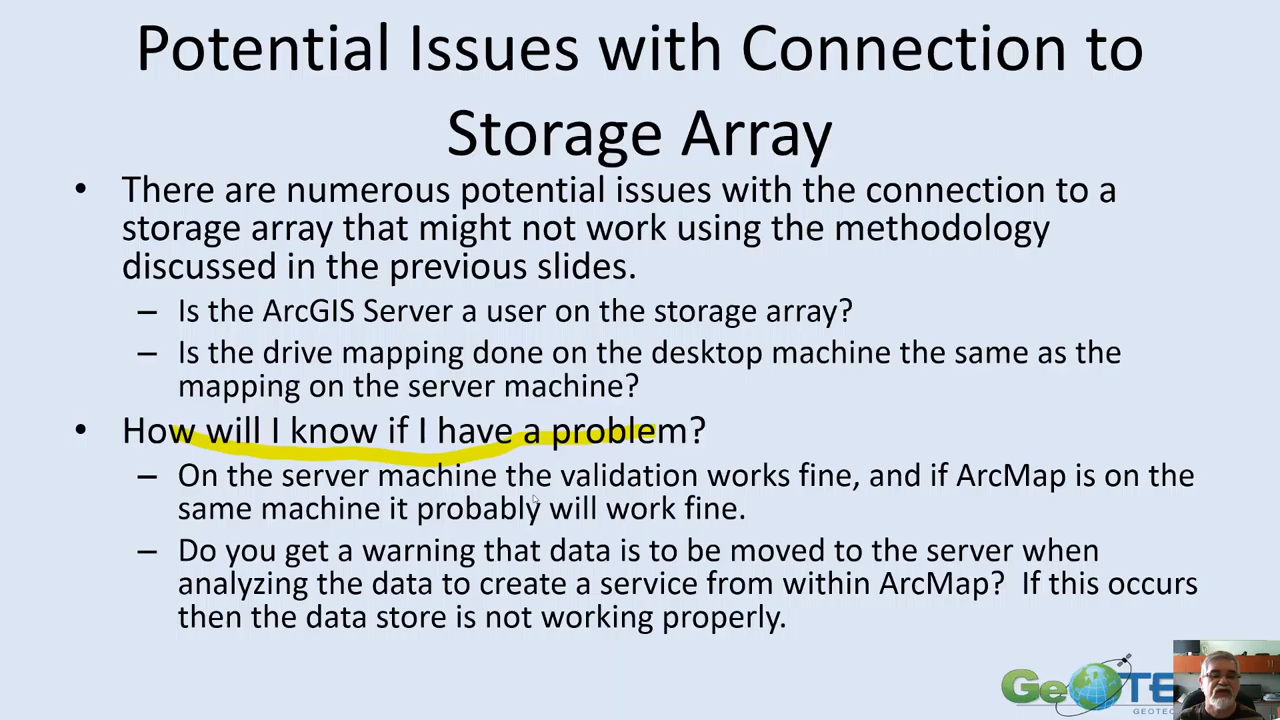 Potential Issues with Connection to
Storage Array
• There are numerous potential issues with the connection to a
storage array that might not work using the methodology
discussed in the previous slides.
– Is the ArcGIS Server a user on the storage array?
– Is the drive mapping done on the desktop machine the same as the
mapping on the server machine?
• How will I know if I have a problem?
– On the server machine the validation works fine, and if ArcMap is on the
same machine it probably will work fine.
– Do you get a warning that data is to be moved to the server when
analyzing the data to create a service from within ArcMap? If this occurs
then the data store is not working properly.
GeoTE
GEOTEC